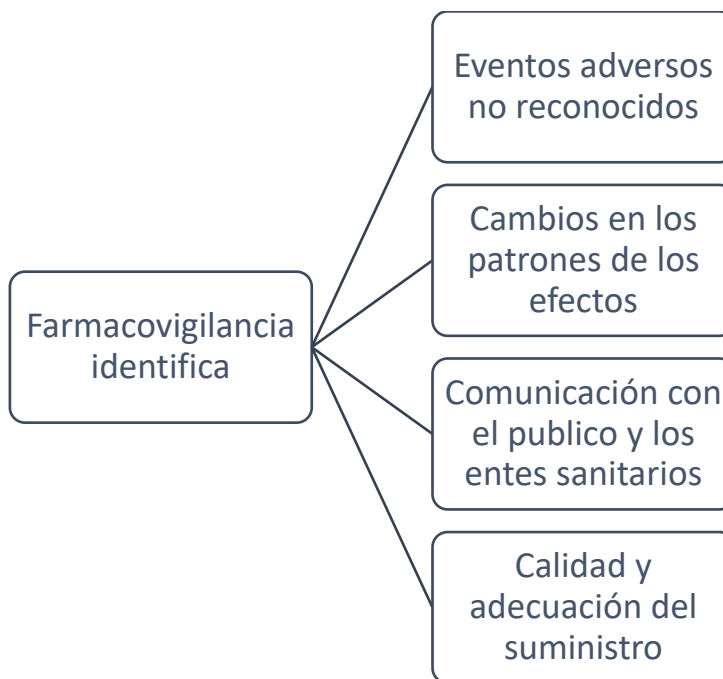 Farmacovigilancia
identifica
Eventos adversos
no reconocidos
Cambios en los
patrones de los
efectos
Comunicación con
el publico y los
entes sanitarios
Calidad y
adecuación del
suministro